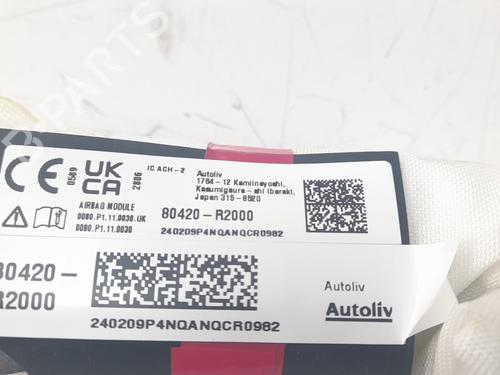 CE
0589
UK
CA
2806
IC ACH-2
Autoliv
1764-12 Kamiinayoshi,
Kasumigaura-shi Ibaraki,
Japan 315-8520
AIRBAG MODULE
0080.P1.11.0030.UK
0080.P1.11.0030
80420-R2000
240209P4NQANQCR0982
80420-
R2000
240209P4NQANQCR0982
Autoliv
Autoliv